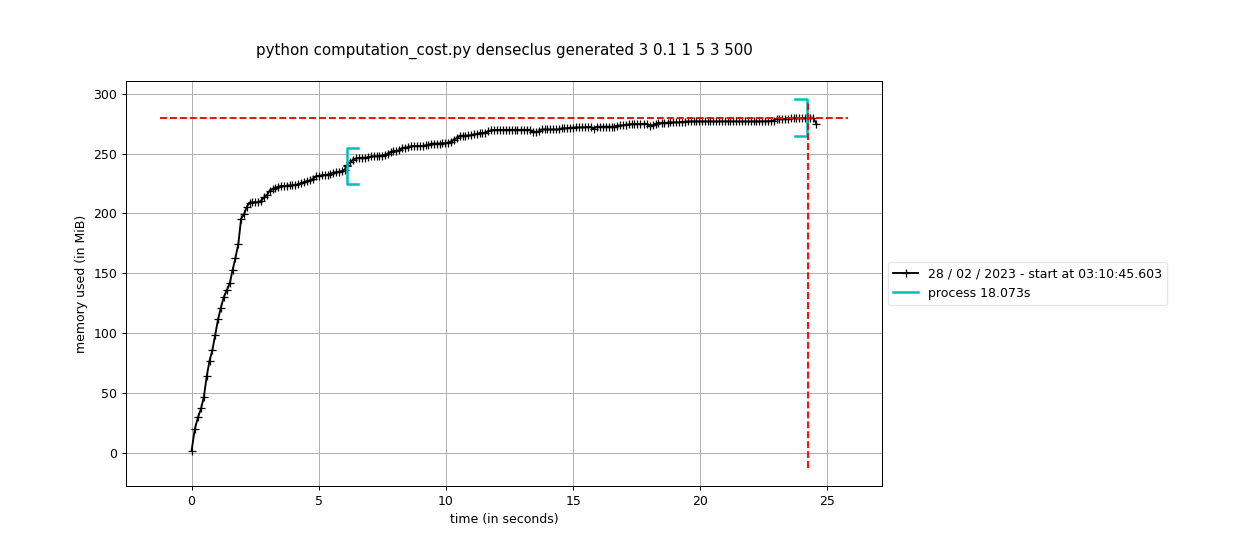 python computation_cost.py denseclus generated 3 0.1 1 5 3 500
300
250
200
150
100
50
0
memory used (in MiB)
0 5 10 15 20 25
time (in seconds)
28 / 02 / 2023 - start at 03:10:45.603
process 18.073s